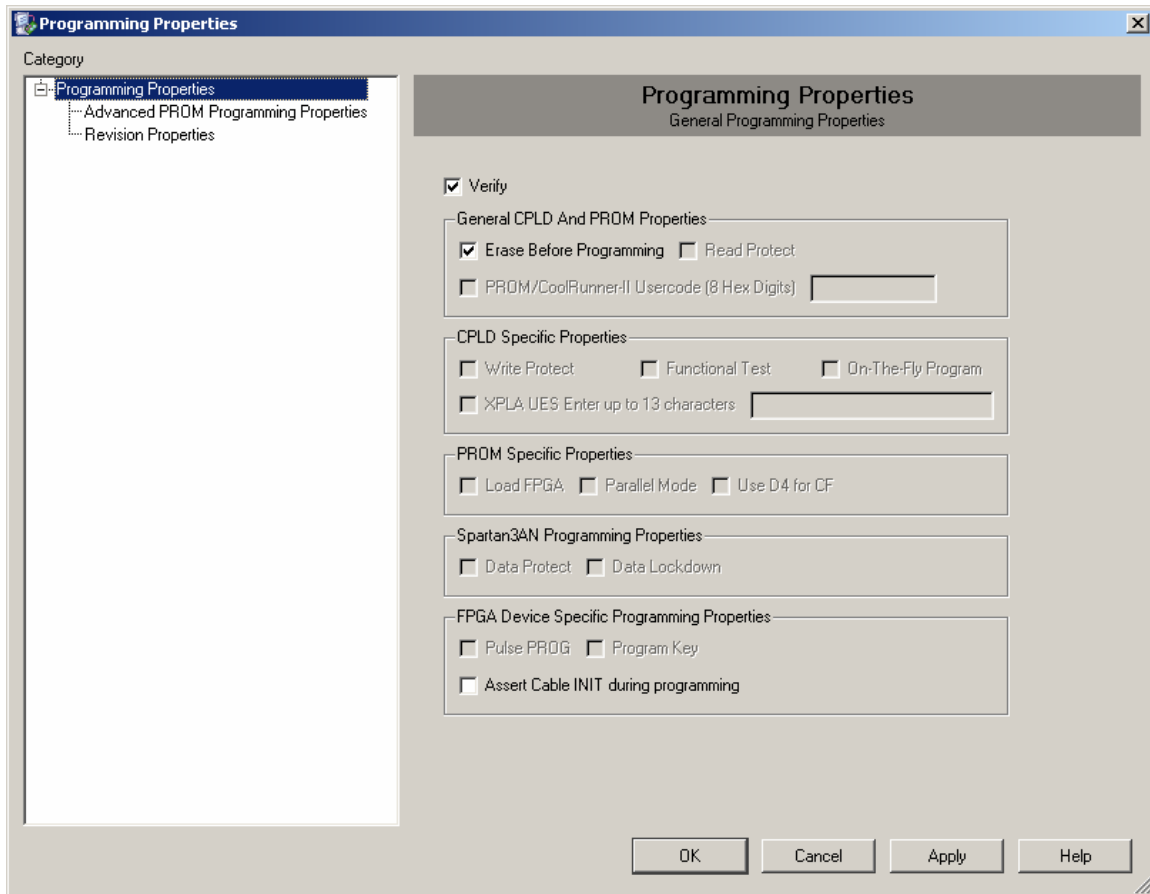 Programming Properties
Category
Programming Properties
Advanced PROM Programming Properties
Revision Properties
Programming Properties
General Programming Properties
Verify
General CPLD And PROM Properties
Erase Before Programming Read Protect
PROM/CoolRunner-II Usercode (8 Hex Digits)
CPLD Specific Properties
Write Protect Functional Test On-The-Fly Program
XPLA UES Enter up to 13 characters
PROM Specific Properties
Load FPGA Parallel Mode Use D4 for CF
Spartan3AN Programming Properties
Data Protect Data Lockdown
FPGA Device Specific Programming Properties
Pulse PROG Program Key
Assert Cable INIT during programming
OK Cancel Apply Help